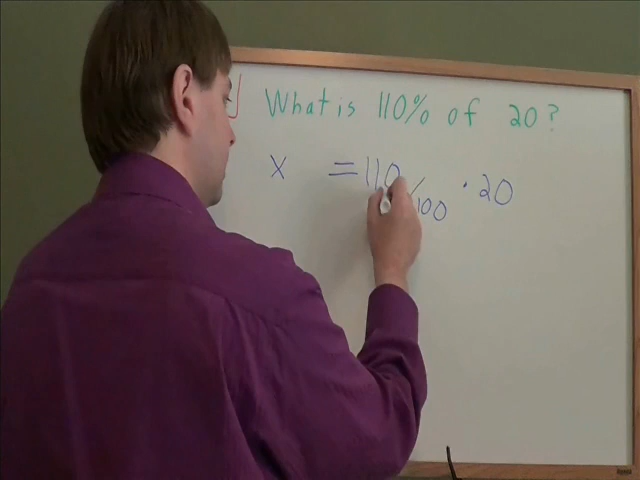 What is 110% of 20?
x = 110/100 · 20